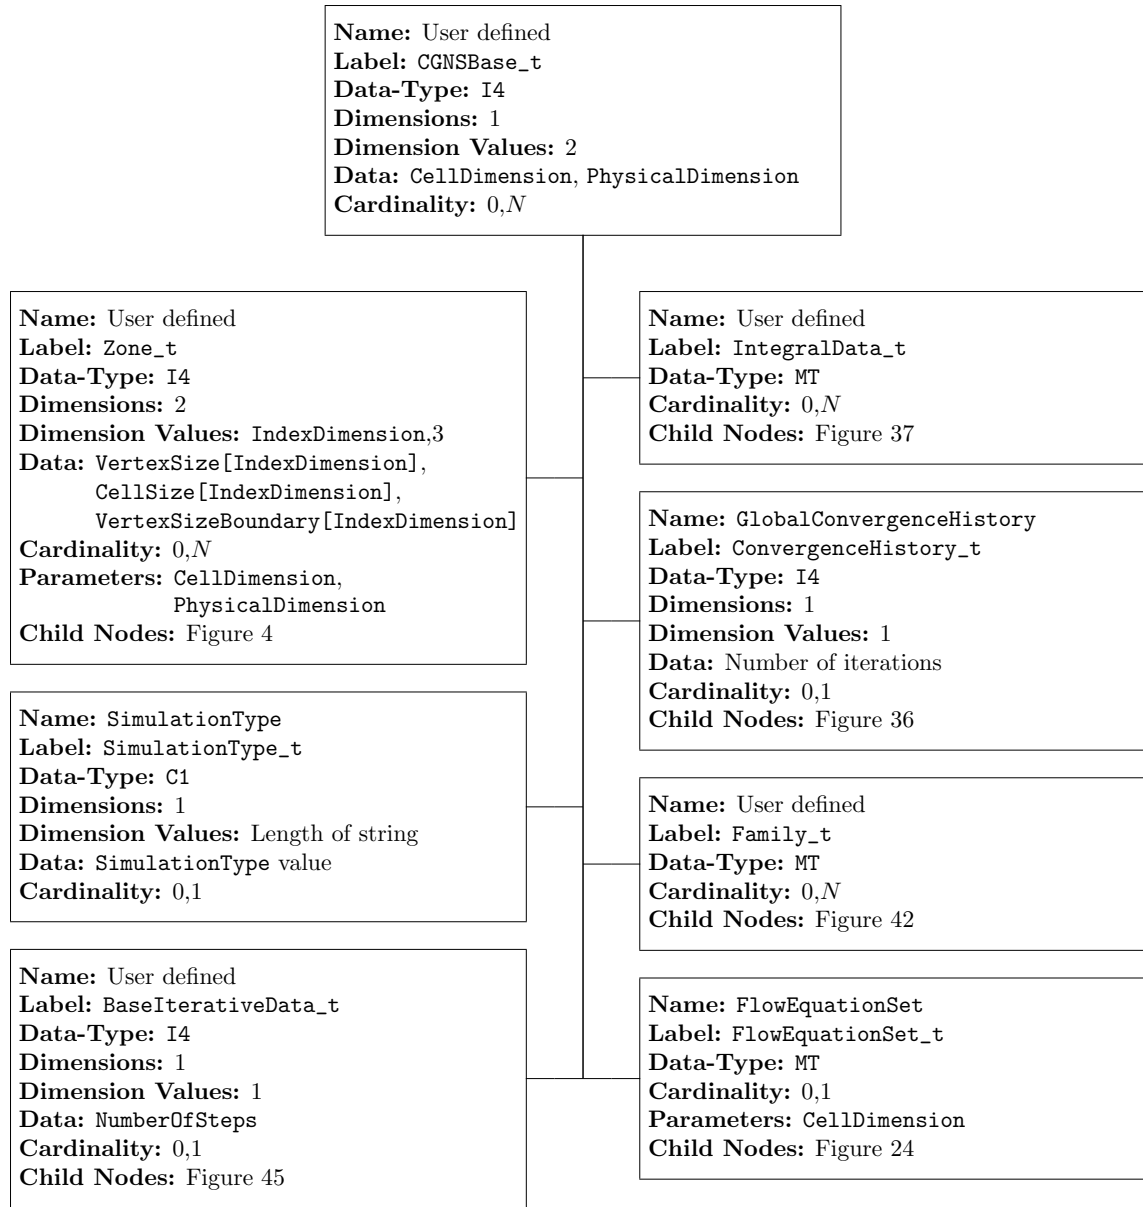 Name: User defined
Label: CGNSBase_t
Data-Type: I4
Dimensions: 1
Dimension Values: 2
Data: CellDimension, PhysicalDimension
Cardinality: 0,N
Name: User defined
Label: Zone_t
Data-Type: I4
Dimensions: 2
Dimension Values: IndexDimension,3
Data: VertexSize[IndexDimension],
CellSize[IndexDimension],
VertexSizeBoundary[IndexDimension]
Cardinality: 0,N
Parameters: CellDimension,
PhysicalDimension
Child Nodes: Figure 4
Name: SimulationType
Label: SimulationType_t
Data-Type: C1
Dimensions: 1
Dimension Values: Length of string
Data: SimulationType value
Cardinality: 0,1
Name: User defined
Label: BaseIterativeData_t
Data-Type: I4
Dimensions: 1
Dimension Values: 1
Data: NumberOfSteps
Cardinality: 0,1
Child Nodes: Figure 45
Name: User defined
Label: IntegralData_t
Data-Type: MT
Cardinality: 0,N
Child Nodes: Figure 37
Name: GlobalConvergenceHistory
Label: ConvergenceHistory_t
Data-Type: I4
Dimensions: 1
Dimension Values: 1
Data: Number of iterations
Cardinality: 0,1
Child Nodes: Figure 36
Name: User defined
Label: Family_t
Data-Type: MT
Cardinality: 0,N
Child Nodes: Figure 42
Name: FlowEquationSet
Label: FlowEquationSet_t
Data-Type: MT
Cardinality: 0,1
Parameters: CellDimension
Child Nodes: Figure 24